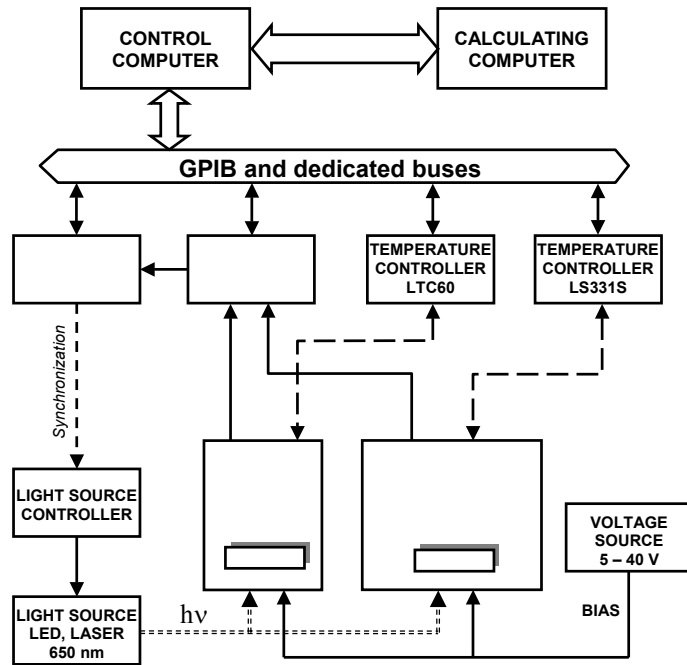 CONTROL
COMPUTER
CALCULATING
COMPUTER
GPIB and dedicated buses
TEMPERATURE
CONTROLLER
LTC60
TEMPERATURE
CONTROLLER
LS331S
Synchronization
LIGHT SOURCE
CONTROLLER
VOLTAGE
SOURCE
5 – 40 V
LIGHT SOURCE
LED, LASER
650 nm
hν
BIAS